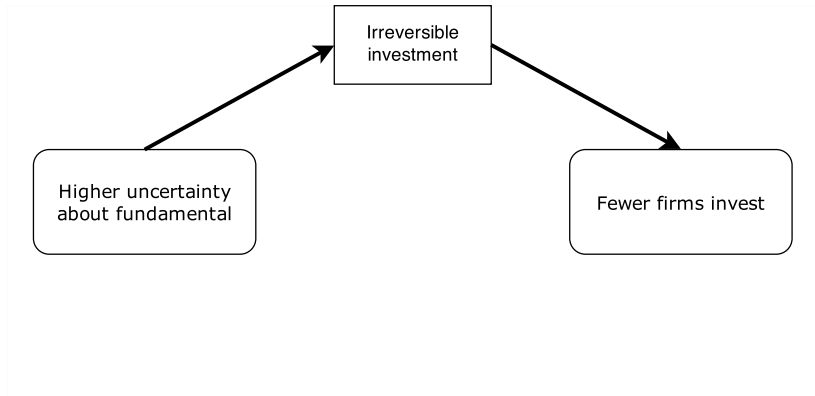 Irreversible
investment
Higher uncertainty
about fundamental
Fewer firms invest